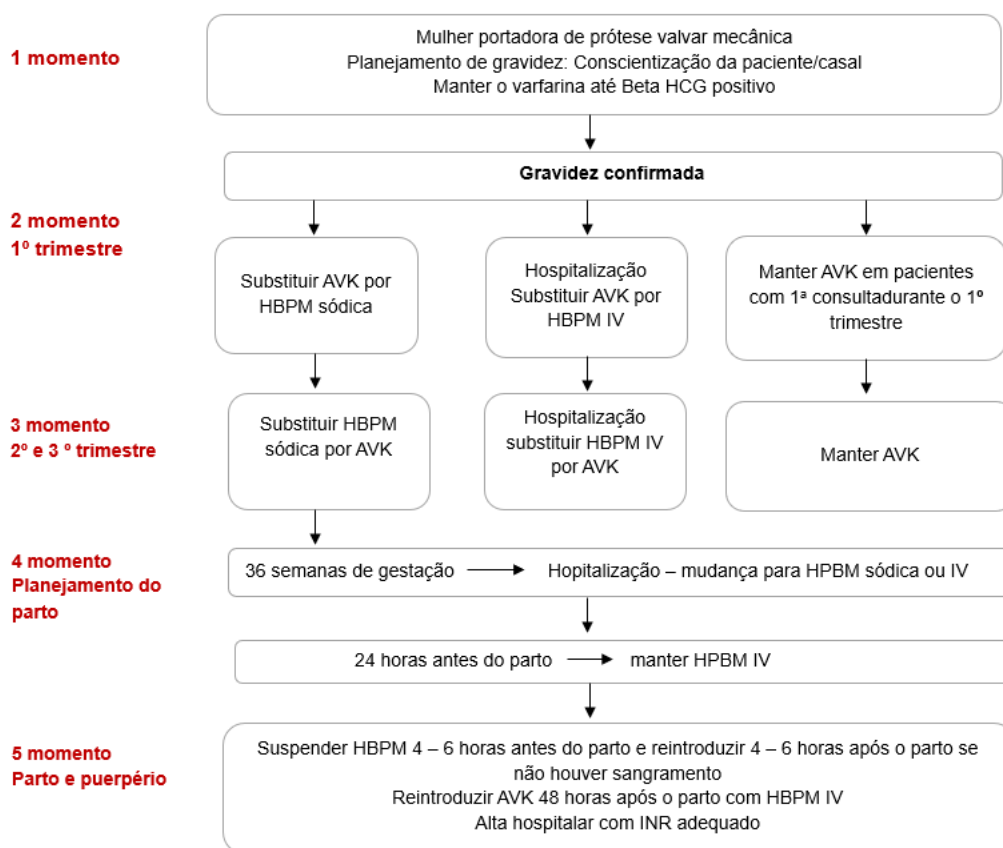 1 momento
Mulher portadora de prótese valvar mecânica
Planejamento de gravidez: Conscientização da paciente/casal
Manter o varfarina até Beta HCG positivo
Gravidez confirmada
2 momento
1º trimestre
Substituir AVK por
HBPM sódica
Hospitalização
Substituir AVK por
HBPM IV
Manter AVK em pacientes
com 1ª consultadurante o 1º
trimestre
3 momento
2º e 3 º trimestre
Substituir HBPM
sódica por AVK
Hospitalização
substituir HBPM IV
por AVK
Manter AVK
4 momento
Planejamento do
parto
36 semanas de gestação
Hopitalização – mudança para HPBM sódica ou IV
24 horas antes do parto
manter HPBM IV
5 momento
Parto e puerpério
Suspender HBPM 4 – 6 horas antes do parto e reintroduzir 4 – 6 horas após o parto se
não houver sangramento
Reintroduzir AVK 48 horas após o parto com HBPM IV
Alta hospitalar com INR adequado